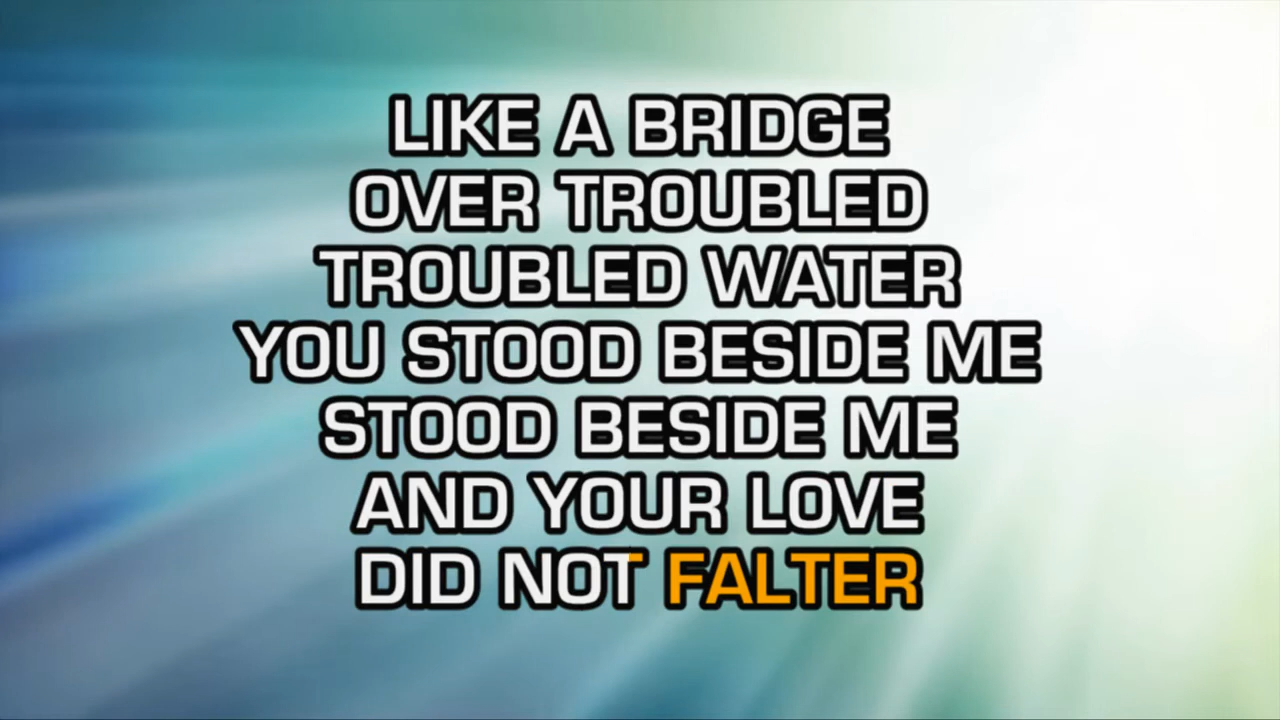 LIKE A BRIDGE
OVER TROUBLED
TROUBLED WATER
YOU STOOD BESIDE ME
STOOD BESIDE ME
AND YOUR LOVE
DID NOT FALTER